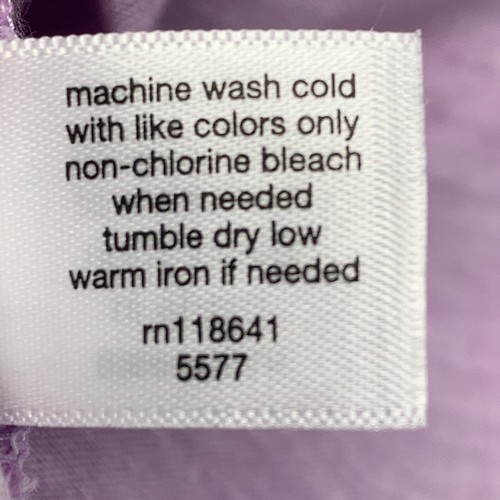 machine wash cold
with like colors only
non-chlorine bleach
when needed
tumble dry low
warm iron if needed
rn118641
5577